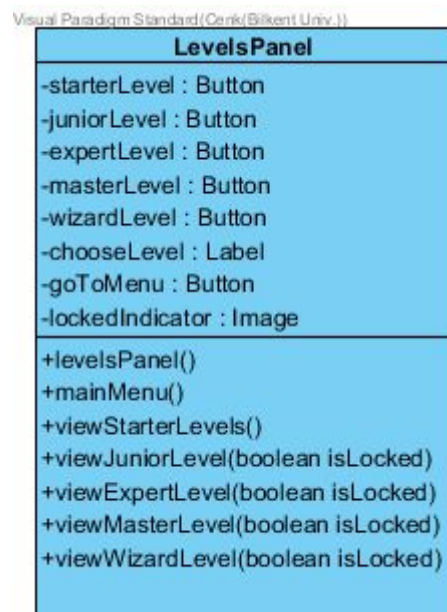 Visual Paradigm Standard(Cenk(Bilkent Univ.))
LevelsPanel
-starterLevel : Button
-juniorLevel : Button
-expertLevel : Button
-masterLevel : Button
-wizardLevel : Button
-chooseLevel : Label
-goToMenu : Button
-lockedIndicator : Image
+levelsPanel()
+mainMenu()
+viewStarterLevels()
+viewJuniorLevel(boolean isLocked)
+viewExpertLevel(boolean isLocked)
+viewMasterLevel(boolean isLocked)
+viewWizardLevel(boolean isLocked)